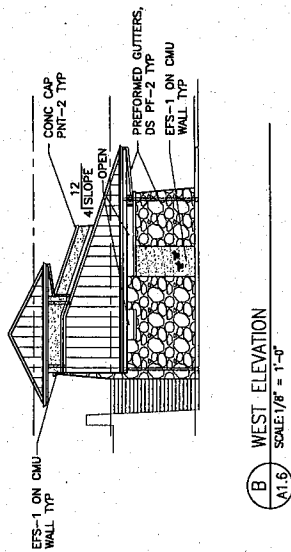 EFS-1 ON CMU
WALL TYP
CONC CAP
PNT-2 TYP
12
4 SLOPE
OPEN
PREFORMED GUTTERS,
DS PF-2 TYP
EFS-1 ON CMU
WALL TYP
B
A1.6
WEST ELEVATION
SCALE: 1/8" = 1'-0"